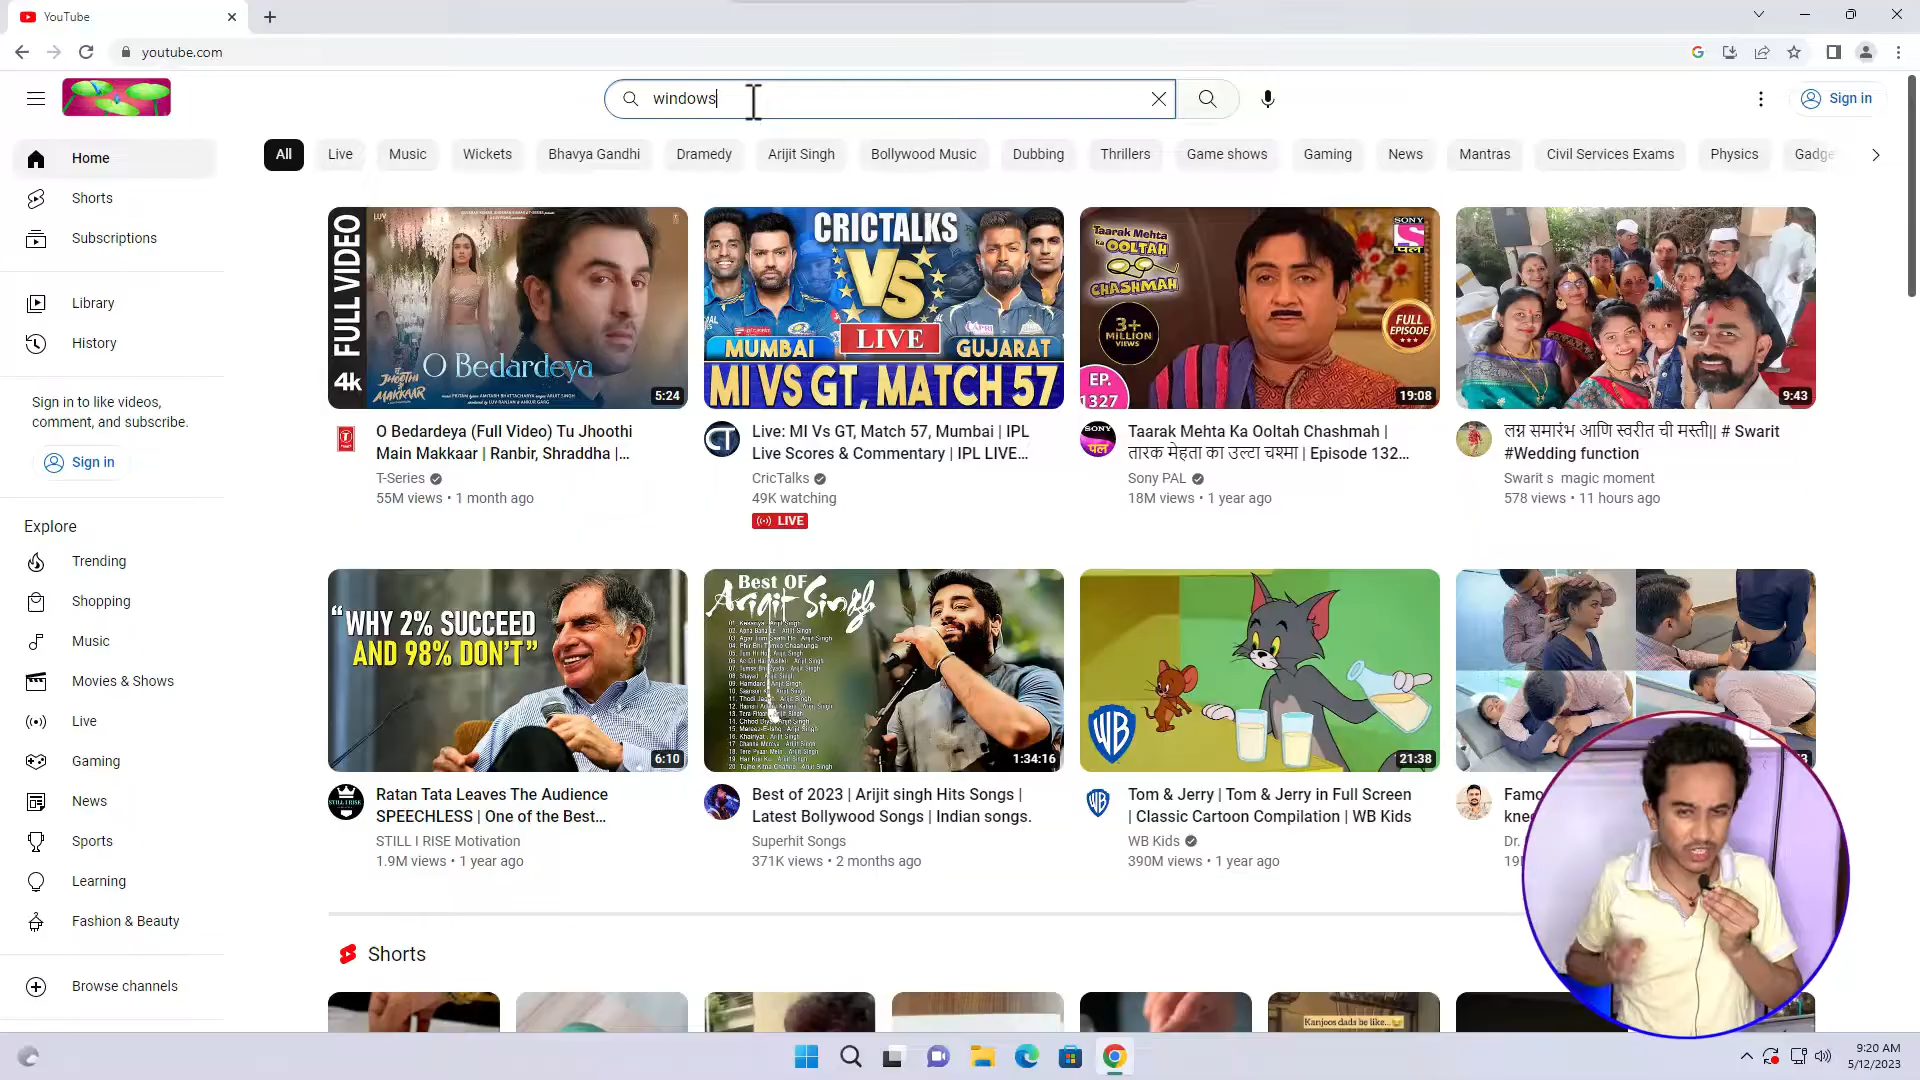 YouTube
youtube.com
windows
Sign in
Home
Shorts
Subscriptions
Library
History
Sign in to like videos,
comment, and subscribe.
Sign in
Explore
Trending
Shopping
Music
Movies & Shows
Live
Gaming
News
Sports
Learning
Fashion & Beauty
Browse channels
All Live Music Wickets Bhavya Gandhi Dramedy Arijit Singh Bollywood Music Dubbing Thrillers Game shows Gaming News Mantras Civil Services Exams Physics Gadge
FULL VIDEO
4k
O Bedardeya
JHOOTHI
MAKKAAR
5:24
O Bedardeya (Full Video) Tu Jhoothi
Main Makkaar | Ranbir, Shraddha |...
T-Series
55M views • 1 month ago
CRICTALKS
VS
LIVE
MUMBAI GUJARAT
MI VS GT, MATCH 57
Live: MI Vs GT, Match 57, Mumbai | IPL
Live Scores & Commentary | IPL LIVE...
CricTalks
49K watching
LIVE
Taarak Mehta
Ka OOLTAH
CHASHMAH
SONY
पल
3+
MILLION
VIEWS
FULL
EPISODE
EP.
1327
19:08
SONY
पल
Taarak Mehta Ka Ooltah Chashmah |
तारक मेहता का उल्टा चश्मा | Episode 132...
Sony PAL
18M views • 1 year ago
9:43
लग्न समारंभ आणि स्वरीत ची मस्ती|| # Swarit
#Wedding function
Swarit s magic moment
578 views • 11 hours ago
“WHY 2% SUCCEED
AND 98% DON'T”
6:10
STILL I RISE
Ratan Tata Leaves The Audience
SPEECHLESS | One of the Best...
STILL I RISE Motivation
1.9M views • 1 year ago
Best OF
Arijit Singh
1:34:16
Best of 2023 | Arijit singh Hits Songs |
Latest Bollywood Songs | Indian songs.
Superhit Songs
371K views • 2 months ago
WB
21:38
Tom & Jerry | Tom & Jerry in Full Screen
| Classic Cartoon Compilation | WB Kids
WB Kids
390M views • 1 year ago
Famo
knee
Dr.
19
Shorts
Kanjoos dads be like...
9:20 AM
5/12/2023